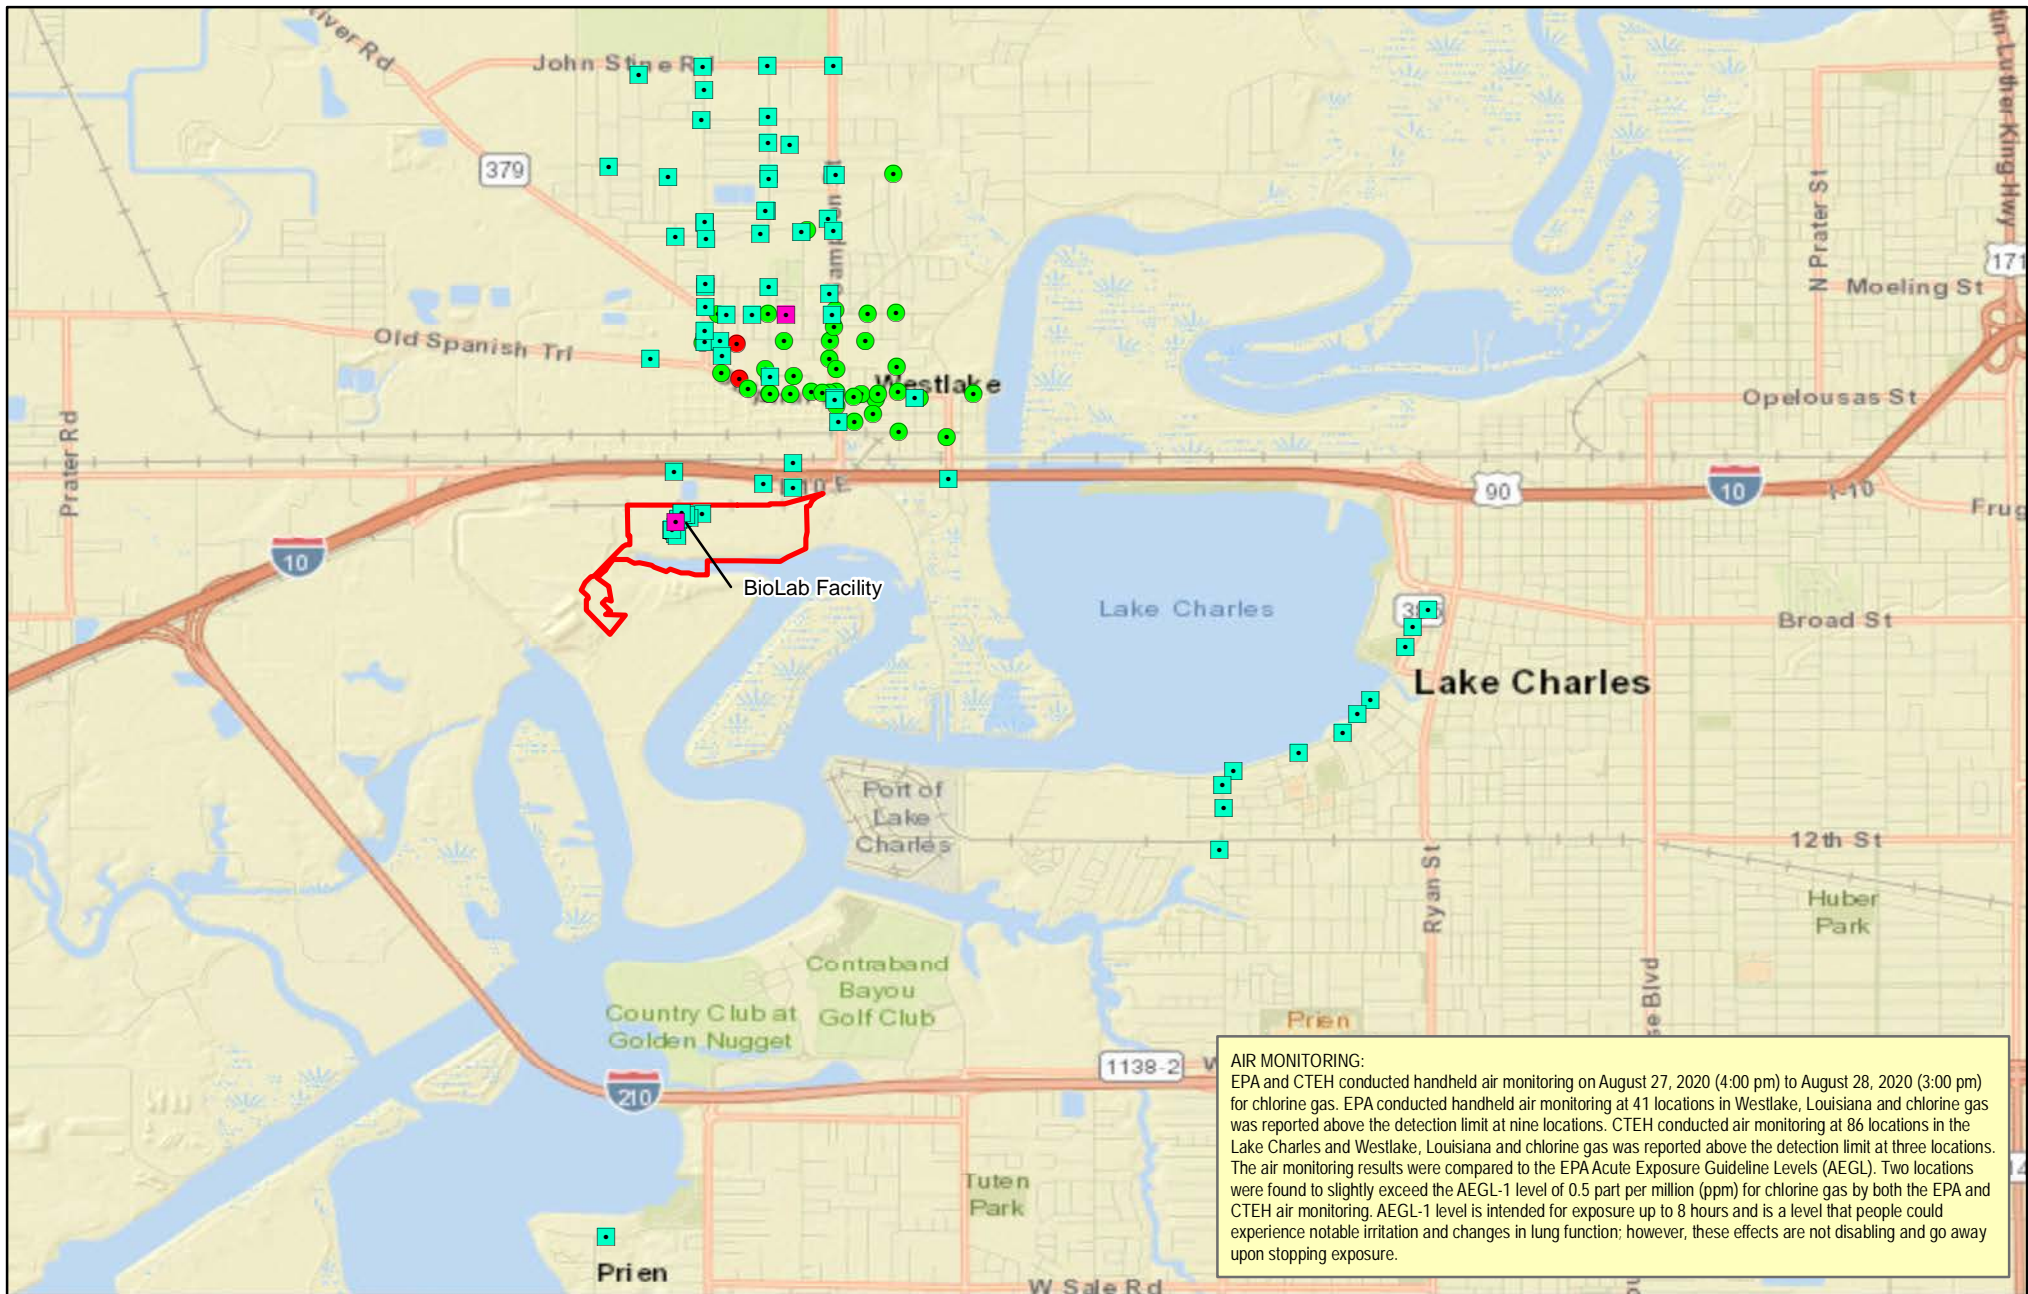 River Rd
John Stine Rd
379
N Prater St
171
Moeling St
Old Spanish Trl
Westlake
Opelousas St
Prater Rd
90
10
I-10
I-10 E
10
BioLab Facility
Lake Charles
Broad St
Lake Charles
Port of
Lake
Charles
12th St
Ryan St
Huber
Park
Contraband
Bayou
Golf Club
Country Club at
Golden Nugget
Prien
1138-2
210
Tuten
Park
Prien
W Sale Rd
AIR MONITORING:
EPA and CTEH conducted handheld air monitoring on August 27, 2020 (4:00 pm) to August 28, 2020 (3:00 pm)
for chlorine gas. EPA conducted handheld air monitoring at 41 locations in Westlake, Louisiana and chlorine gas
was reported above the detection limit at nine locations. CTEH conducted air monitoring at 86 locations in the
Lake Charles and Westlake, Louisiana and chlorine gas was reported above the detection limit at three locations.
The air monitoring results were compared to the EPA Acute Exposure Guideline Levels (AEGL). Two locations
were found to slightly exceed the AEGL-1 level of 0.5 part per million (ppm) for chlorine gas by both the EPA and
CTEH air monitoring. AEGL-1 level is intended for exposure up to 8 hours and is a level that people could
experience notable irritation and changes in lung function; however, these effects are not disabling and go away
upon stopping exposure.